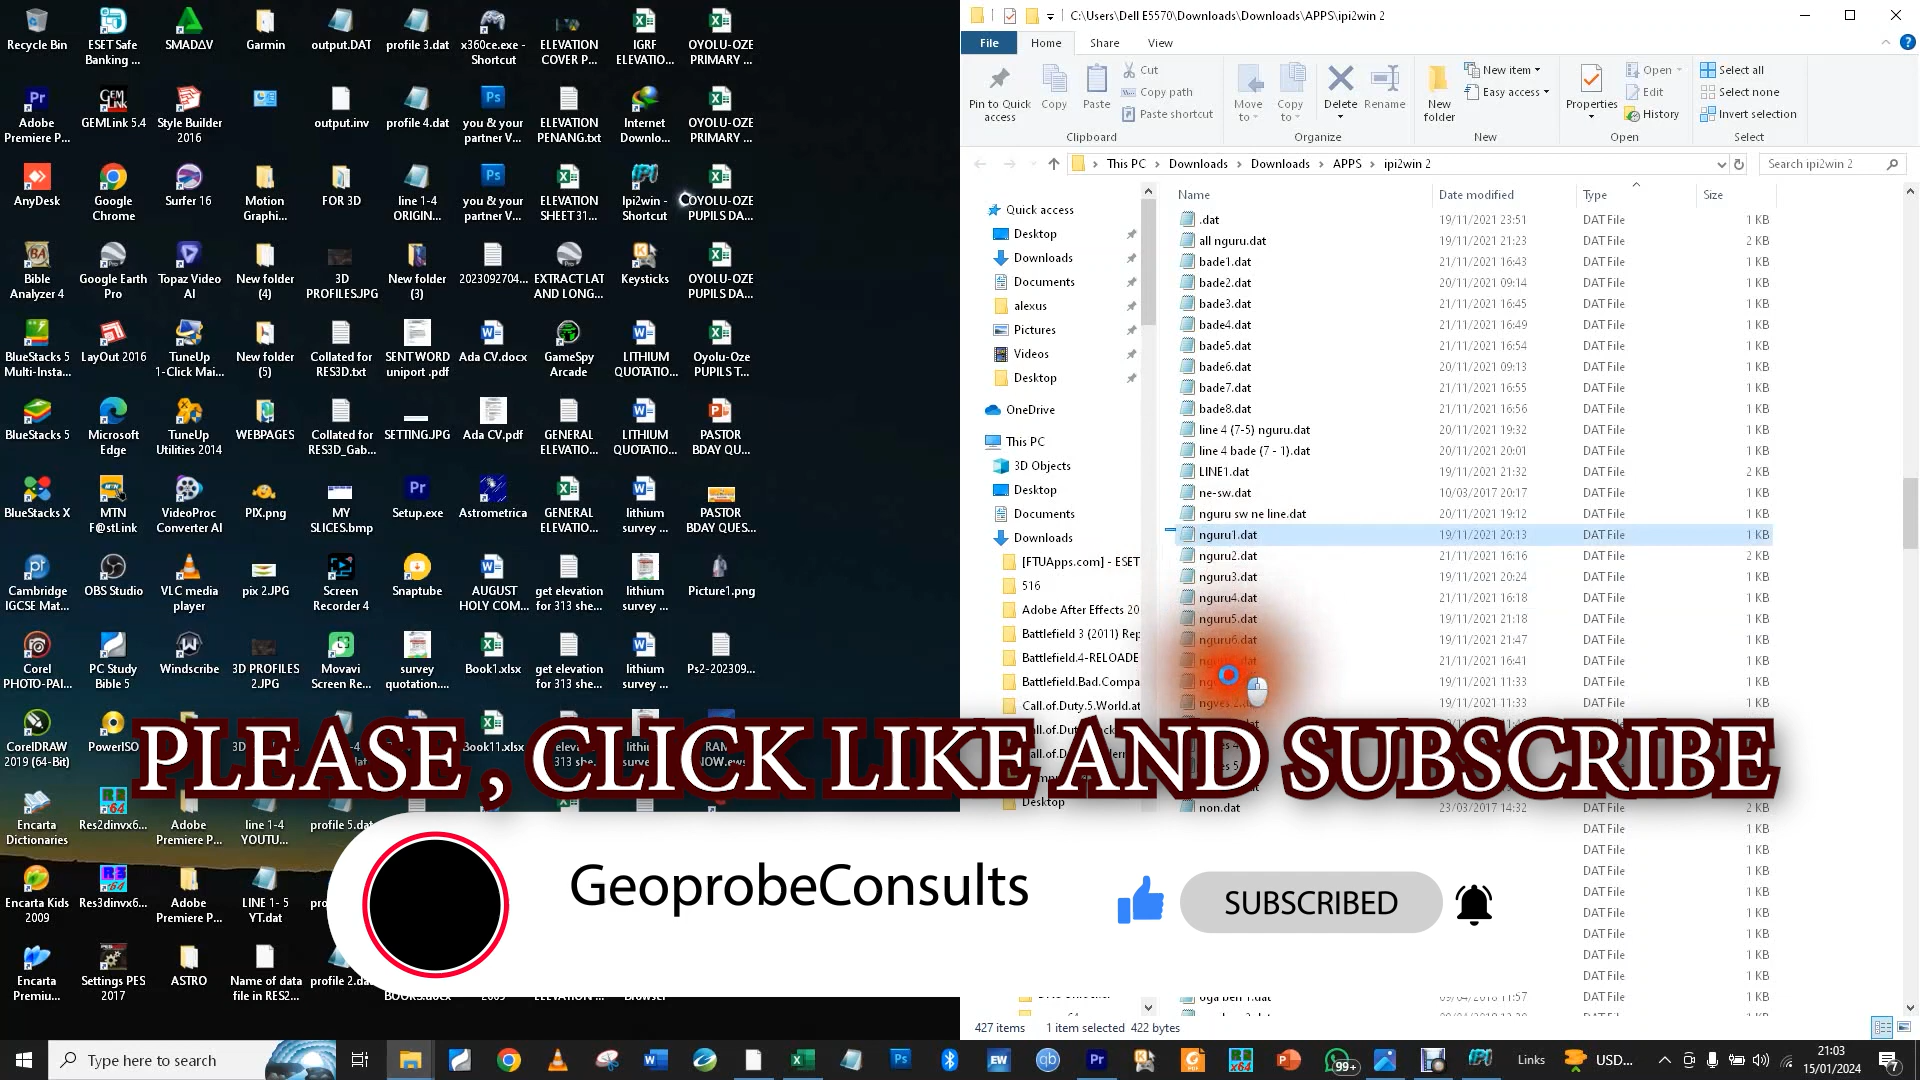 C:\Users\Dell E5570\Downloads\Downloads\APPS\ipi2win 2
File Home Share View
Pin to Quick access
Copy
Paste
Cut
Copy path
Paste shortcut
Clipboard
Move to
Copy to
Delete
Rename
Organize
New folder
New item
Easy access
New
Properties
Open
Edit
History
Open
Select all
Select none
Invert selection
Select
This PC Downloads Downloads APPS ipi2win 2
Search ipi2win 2
Name Date modified Type Size
.dat 19/11/2021 23:51 DAT File 1 KB
all nguru.dat 19/11/2021 21:23 DAT File 2 KB
bade1.dat 21/11/2021 16:43 DAT File 1 KB
bade2.dat 20/11/2021 09:14 DAT File 1 KB
bade3.dat 21/11/2021 16:45 DAT File 1 KB
bade4.dat 21/11/2021 16:49 DAT File 1 KB
bade5.dat 21/11/2021 16:54 DAT File 1 KB
bade6.dat 20/11/2021 09:13 DAT File 1 KB
bade7.dat 21/11/2021 16:55 DAT File 1 KB
bade8.dat 21/11/2021 16:56 DAT File 1 KB
line 4 (7-5) nguru.dat 20/11/2021 19:32 DAT File 1 KB
line 4 bade (7 - 1).dat 20/11/2021 20:01 DAT File 1 KB
LINE1.dat 19/11/2021 21:32 DAT File 2 KB
ne-sw.dat 10/03/2017 20:17 DAT File 1 KB
nguru sw ne line.dat 20/11/2021 19:12 DAT File 1 KB
nguru1.dat 19/11/2021 20:13 DAT File 1 KB
nguru2.dat 21/11/2021 16:16 DAT File 2 KB
nguru3.dat 19/11/2021 20:24 DAT File 1 KB
nguru4.dat 21/11/2021 16:18 DAT File 1 KB
nguru5.dat 19/11/2021 21:18 DAT File 1 KB
nguru6.dat 19/11/2021 21:47 DAT File 1 KB
21/11/2021 16:41 DAT File 1 KB
19/11/2021 11:33 DAT File 1 KB
19/11/2021 11:33 DAT File 1 KB
non.dat 23/03/2017 14:32 DAT File 2 KB
Quick access
Desktop
Downloads
Documents
alexus
Pictures
Videos
Desktop
OneDrive
This PC
3D Objects
Desktop
Documents
Downloads
[FTUApps.com] - ESET
516
Adobe After Effects 20
Battlefield 3 (2011) Rep
Battlefield.4-RELOADE
Battlefield.Bad.Compa
Call.of.Duty.5.World.at
Desktop
427 items 1 item selected 422 bytes
Recycle Bin
ESET Safe Banking ...
SMADΔV
Garmin
output.DAT
profile 3.dat
x360ce.exe - Shortcut
ELEVATION COVER P...
IGRF ELEVATIO...
OYOLU-OZE PRIMARY ...
Adobe Premiere P...
GEMLink 5.4
Style Builder 2016
output.inv
profile 4.dat
you & your partner V...
ELEVATION PENANG.txt
Internet Downlo...
OYOLU-OZE PRIMARY ...
AnyDesk
Google Chrome
Surfer 16
Motion Graphi...
FOR 3D
line 1-4 ORIGIN...
you & your partner V...
ELEVATION SHEET 31...
Ipi2win - Shortcut
OYOLU-OZE PUPILS DA...
Bible Analyzer 4
Google Earth Pro
Topaz Video AI
New folder (4)
3D PROFILES.JPG
New folder (3)
2023092704...
EXTRACT LAT AND LONG...
Keysticks
OYOLU-OZE PUPILS DA...
BlueStacks 5 Multi-Insta...
LayOut 2016
TuneUp 1-Click Mai...
New folder (5)
Collated for RES3D.txt
SENT WORD uniport .pdf
Ada CV.docx
GameSpy Arcade
LITHIUM QUOTATIO...
Oyolu-Oze PUPILS T...
BlueStacks 5
Microsoft Edge
TuneUp Utilities 2014
WEBPAGES
Collated for RES3D_Gab...
SETTING.JPG
Ada CV.pdf
GENERAL ELEVATIO...
LITHIUM QUOTATIO...
PASTOR BDAY QU...
BlueStacks X
MTN F@stLink
VideoProc Converter AI
PIX.png
MY SLICES.bmp
Setup.exe
Astrometrica
GENERAL ELEVATIO...
lithium survey ...
PASTOR BDAY QUES...
Cambridge IGCSE Mat...
OBS Studio
VLC media player
pix 2.JPG
Screen Recorder 4
Snaptube
AUGUST HOLY COM...
get elevation for 313 she...
lithium survey ...
Picture1.png
Corel PHOTO-PAI...
PC Study Bible 5
Windscribe
3D PROFILES 2.JPG
Movavi Screen Re...
survey quotation....
Book1.xlsx
get elevation for 313 she...
lithium survey ...
Ps2-202309...
CorelDRAW 2019 (64-Bit)
PowerISO
Book11.xlsx
PLEASE , CLICK LIKE AND SUBSCRIBE
Encarta Dictionaries
Res2dinvx6...
Adobe Premiere P...
line 1-4 YOUTU...
profile 5.dat
Encarta Kids 2009
Res3dinvx6...
Adobe Premiere P...
LINE 1- 5 YT.dat
Encarta Premiu...
Settings PES 2017
ASTRO
Name of data file in RES2...
profile 2.dat
GeoprobeConsults
SUBSCRIBED
Type here to search
Links
USD...
99+
21:03
15/01/2024
7